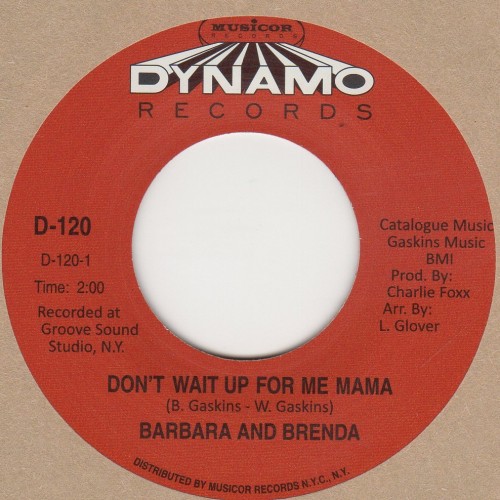 MUSICOR
RECORDS
DYNAMO
RECORDS
D-120
D-120-1
Time: 2:00
Recorded at
Groove Sound
Studio, N.Y.
Catalogue Music
Gaskins Music
BMI
Prod. By:
Charlie Foxx
Arr. By:
L. Glover
DON'T WAIT UP FOR ME MAMA
(B. Gaskins - W. Gaskins)
BARBARA AND BRENDA
DISTRIBUTED BY MUSICOR RECORDS N.Y.C., N.Y.